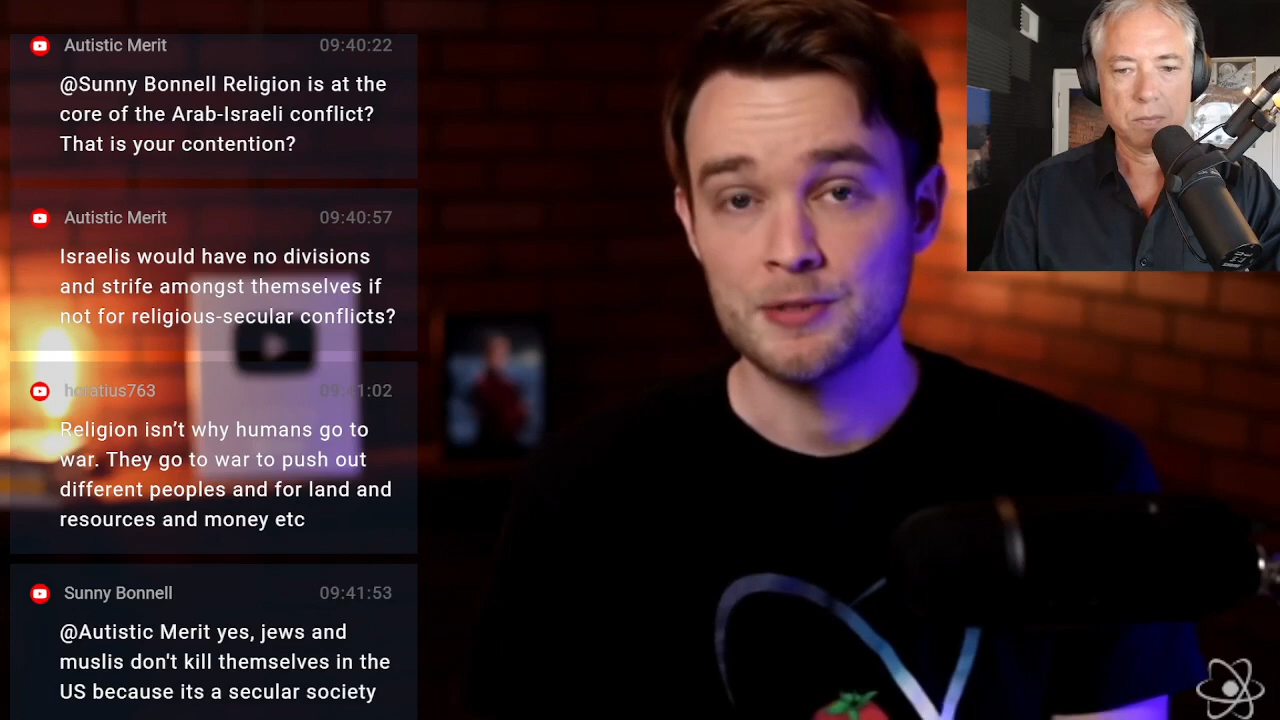 Autistic Merit 09:40:22
@Sunny Bonnell Religion is at the
core of the Arab-Israeli conflict?
That is your contention?
Autistic Merit 09:40:57
Israelis would have no divisions
and strife amongst themselves if
not for religious-secular conflicts?
horatius763 09:41:02
Religion isn’t why humans go to
war. They go to war to push out
different peoples and for land and
resources and money etc
Sunny Bonnell 09:41:53
@Autistic Merit yes, jews and
muslis don't kill themselves in the
US because its a secular society